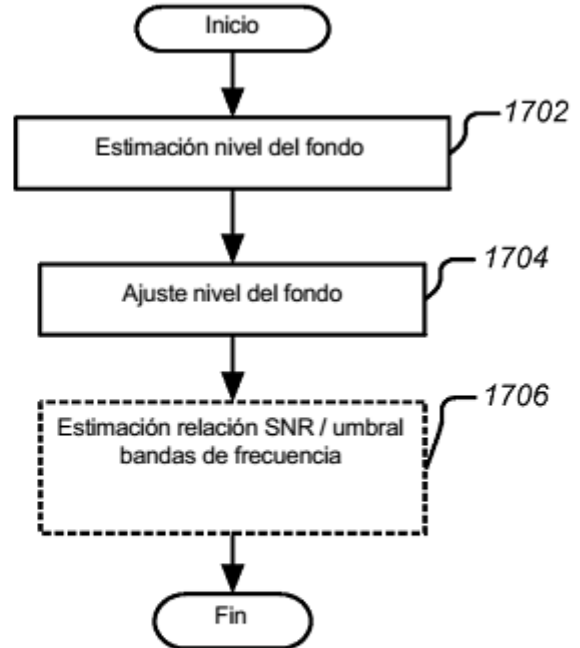 Inicio
1702
Estimación nivel del fondo
1704
Ajuste nivel del fondo
1706
Estimación relación SNR / umbral
bandas de frecuencia
Fin